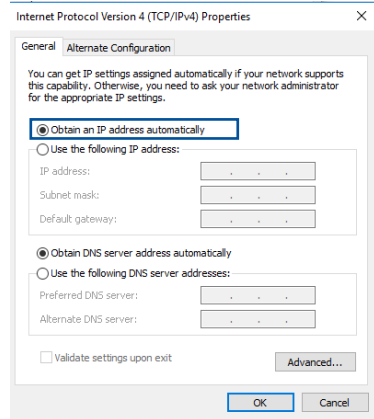 Internet Protocol Version 4 (TCP/IPv4) Properties
General
Alternate Configuration
You can get IP settings assigned automatically if your network supports
this capability. Otherwise, you need to ask your network administrator
for the appropriate IP settings.
Obtain an IP address automatically
Use the following IP address:
IP address:
Subnet mask:
Default gateway:
Obtain DNS server address automatically
Use the following DNS server addresses:
Preferred DNS server:
Alternate DNS server:
Validate settings upon exit
Advanced...
OK
Cancel